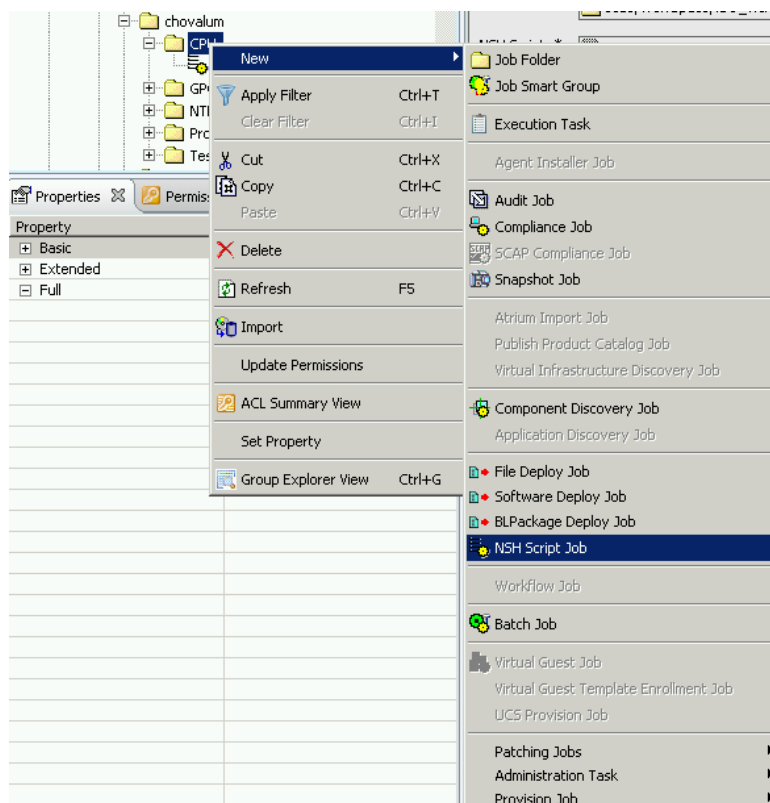 chovalum
CPU
GP
NT
Pro
Tes
Properties
Permis
Property
Basic
Extended
Full
New
Apply Filter Ctrl+T
Clear Filter Ctrl+I
Cut Ctrl+X
Copy Ctrl+C
Paste Ctrl+V
Delete
Refresh F5
Import
Update Permissions
ACL Summary View
Set Property
Group Explorer View Ctrl+G
Job Folder
Job Smart Group
Execution Task
Agent Installer Job
Audit Job
Compliance Job
SCAP Compliance Job
Snapshot Job
Atrium Import Job
Publish Product Catalog Job
Virtual Infrastructure Discovery Job
Component Discovery Job
Application Discovery Job
File Deploy Job
Software Deploy Job
BLPackage Deploy Job
NSH Script Job
Workflow Job
Batch Job
Virtual Guest Job
Virtual Guest Template Enrollment Job
UCS Provision Job
Patching Jobs
Administration Task
Provision Job